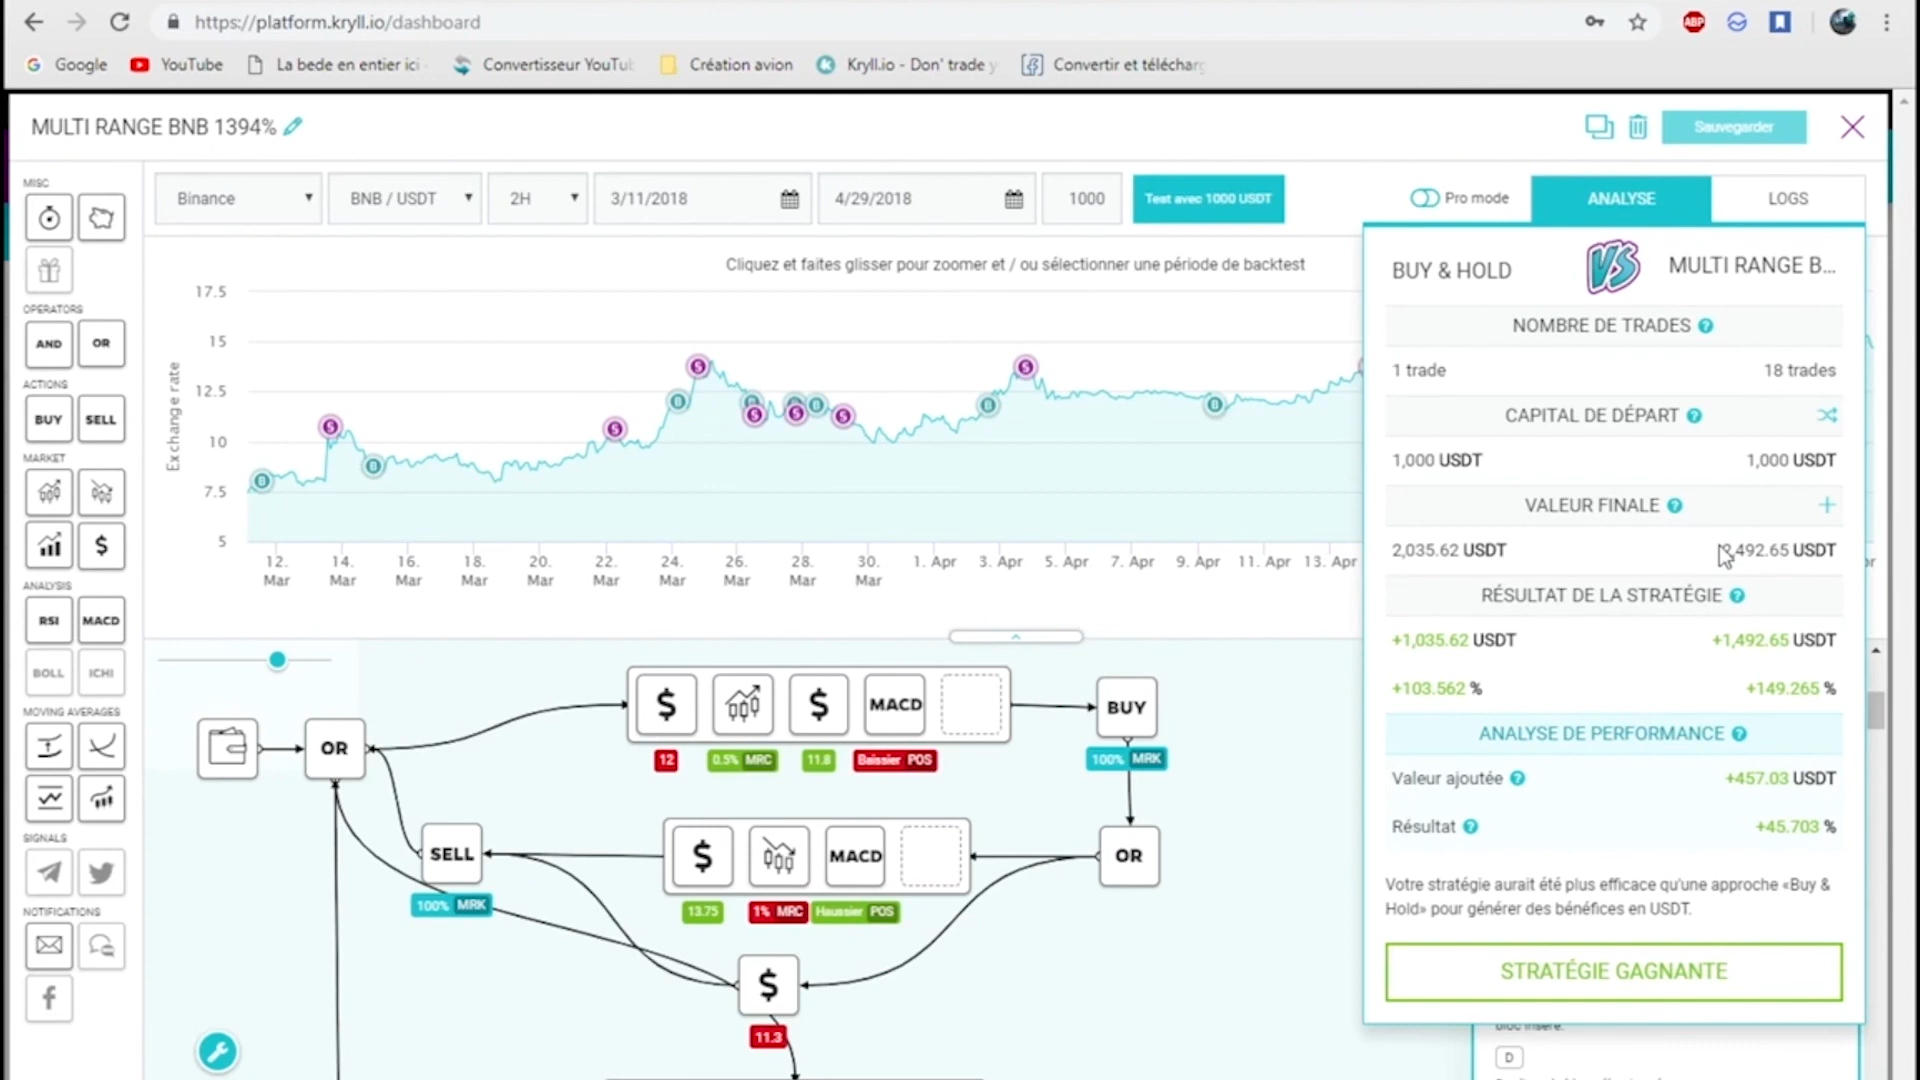 https://platform.kryll.io/dashboard
ABP
Google YouTube La bede en entier ici Convertisseur YouTu Création avion Kryll.io - Don' trade y Convertir et télécharg
MULTI RANGE BNB 1394%
Sauvegarder
MISC
Binance BNB / USDT 2H 3/11/2018 4/29/2018 1000 Test avec 1000 USDT
Pro mode ANALYSE LOGS
Cliquez et faites glisser pour zoomer et / ou sélectionner une période de backtest
Exchange rate
17.5
15
12.5
10
7.5
5
12. Mar 14. Mar 16. Mar 18. Mar 20. Mar 22. Mar 24. Mar 26. Mar 28. Mar 30. Mar 1. Apr 3. Apr 5. Apr 7. Apr 9. Apr 11. Apr 13. Apr
OPERATORS
AND OR
ACTIONS
BUY SELL
MARKET
ANALYSIS
RSI MACD
BOLL ICHI
MOVING AVERAGES
SIGNALS
NOTIFICATIONS
BUY & HOLD VS MULTI RANGE B...
NOMBRE DE TRADES
1 trade 18 trades
CAPITAL DE DÉPART
1,000 USDT 1,000 USDT
VALEUR FINALE
2,035.62 USDT 492.65 USDT
RÉSULTAT DE LA STRATÉGIE
+1,035.62 USDT +1,492.65 USDT
+103.562 % +149.265 %
ANALYSE DE PERFORMANCE
Valeur ajoutée +457.03 USDT
Résultat +45.703 %
Votre stratégie aurait été plus efficace qu'une approche «Buy &
Hold» pour générer des bénéfices en USDT.
STRATÉGIE GAGNANTE
bloc inséré.
D
OR $ $ MACD BUY
12 0.5% MRC 11.8 Baissier POS 100% MRK
SELL $ MACD OR
100% MRK 13.75 1% MRC Haussier POS
$
11.3